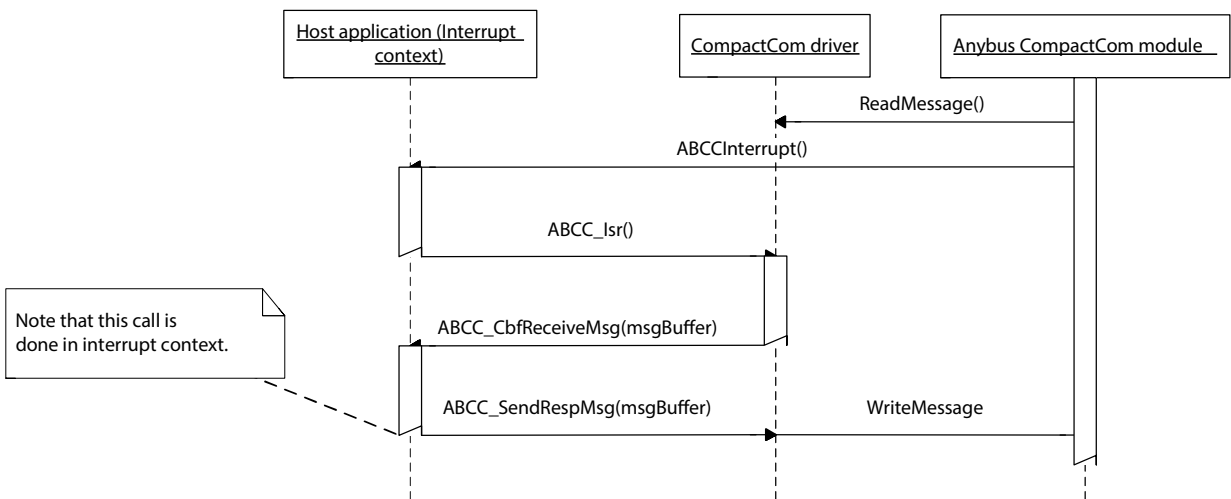 Host application (Interrupt
context)
CompactCom driver
Anybus CompactCom module
ReadMessage()
ABCCInterrupt()
ABCC_Isr()
Note that this call is
done in interrupt context.
ABCC_CbfReceiveMsg(msgBuffer)
ABCC_SendRespMsg(msgBuffer)
WriteMessage